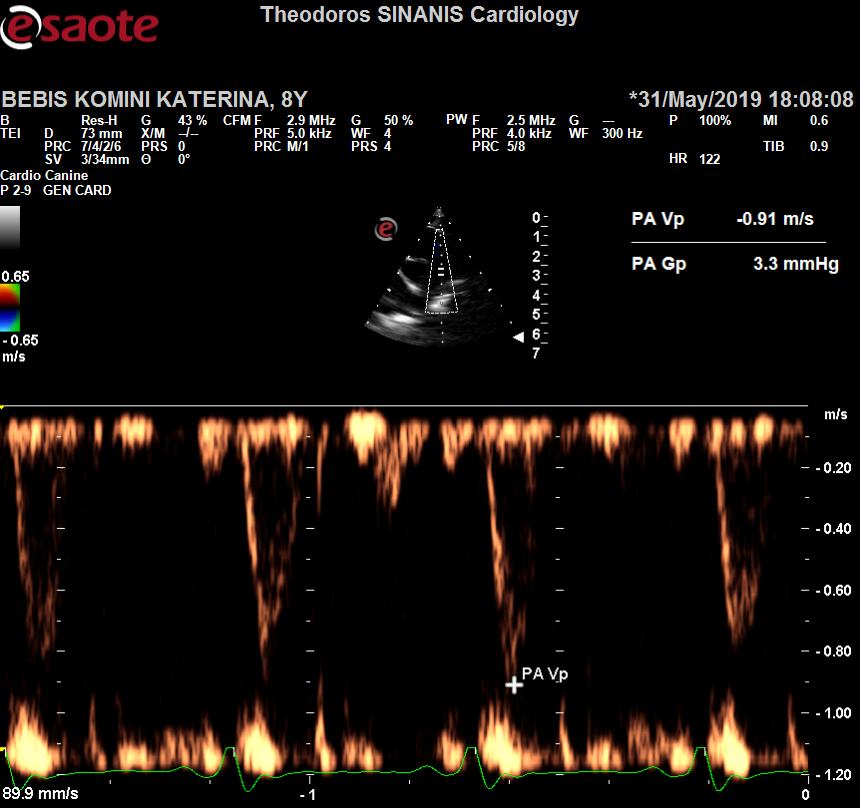 Theodoros SINANIS Cardiology
esaote
BEBIS KOMINI KATERINA, 8Y *31/May/2019 18:08:08
B Res-H G 43 % CFM F 2.9 MHz G 50 % PW F 2.5 MHz G --- P 100% MI 0.6
TEI D 73 mm X/M --/-- PRF 5.0 kHz WF 4 PRF 4.0 kHz WF 300 Hz
PRC 7/4/2/6 PRS 0 PRC M/1 PRS 4 PRC 5/8 TIB 0.9
SV 3/34mm Θ 0° HR 122
Cardio Canine
P 2-9 GEN CARD
e
0
1
2
3
4
5
6
7
PA Vp -0.91 m/s
PA Gp 3.3 mmHg
0.65
- 0.65
m/s
m/s
- 0.20
- 0.40
- 0.60
- 0.80
PA Vp
- 1.00
- 1.20
89.9 mm/s -1 0